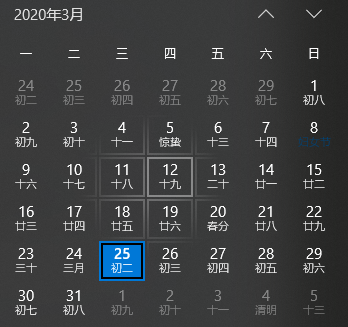 2020年3月
一 二 三 四 五 六 日
24 25 26 27 28 29 1
初二 初三 初四 初五 初六 初七 初八
2 3 4 5 6 7 8
初九 初十 十一 惊蛰 十三 十四
9 10 11 12 13 14 15
十六 十七 十八 十九 二十 廿一 廿二
16 17 18 19 20 21 22
廿三 廿四 廿五 廿六 春分 廿八 廿九
23 24 25 26 27 28 29
三十 三月 初二 初三 初四 初五 初六
30 31 1 2 3 4 5
初七 初八 初九 初十 十一 清明 十三